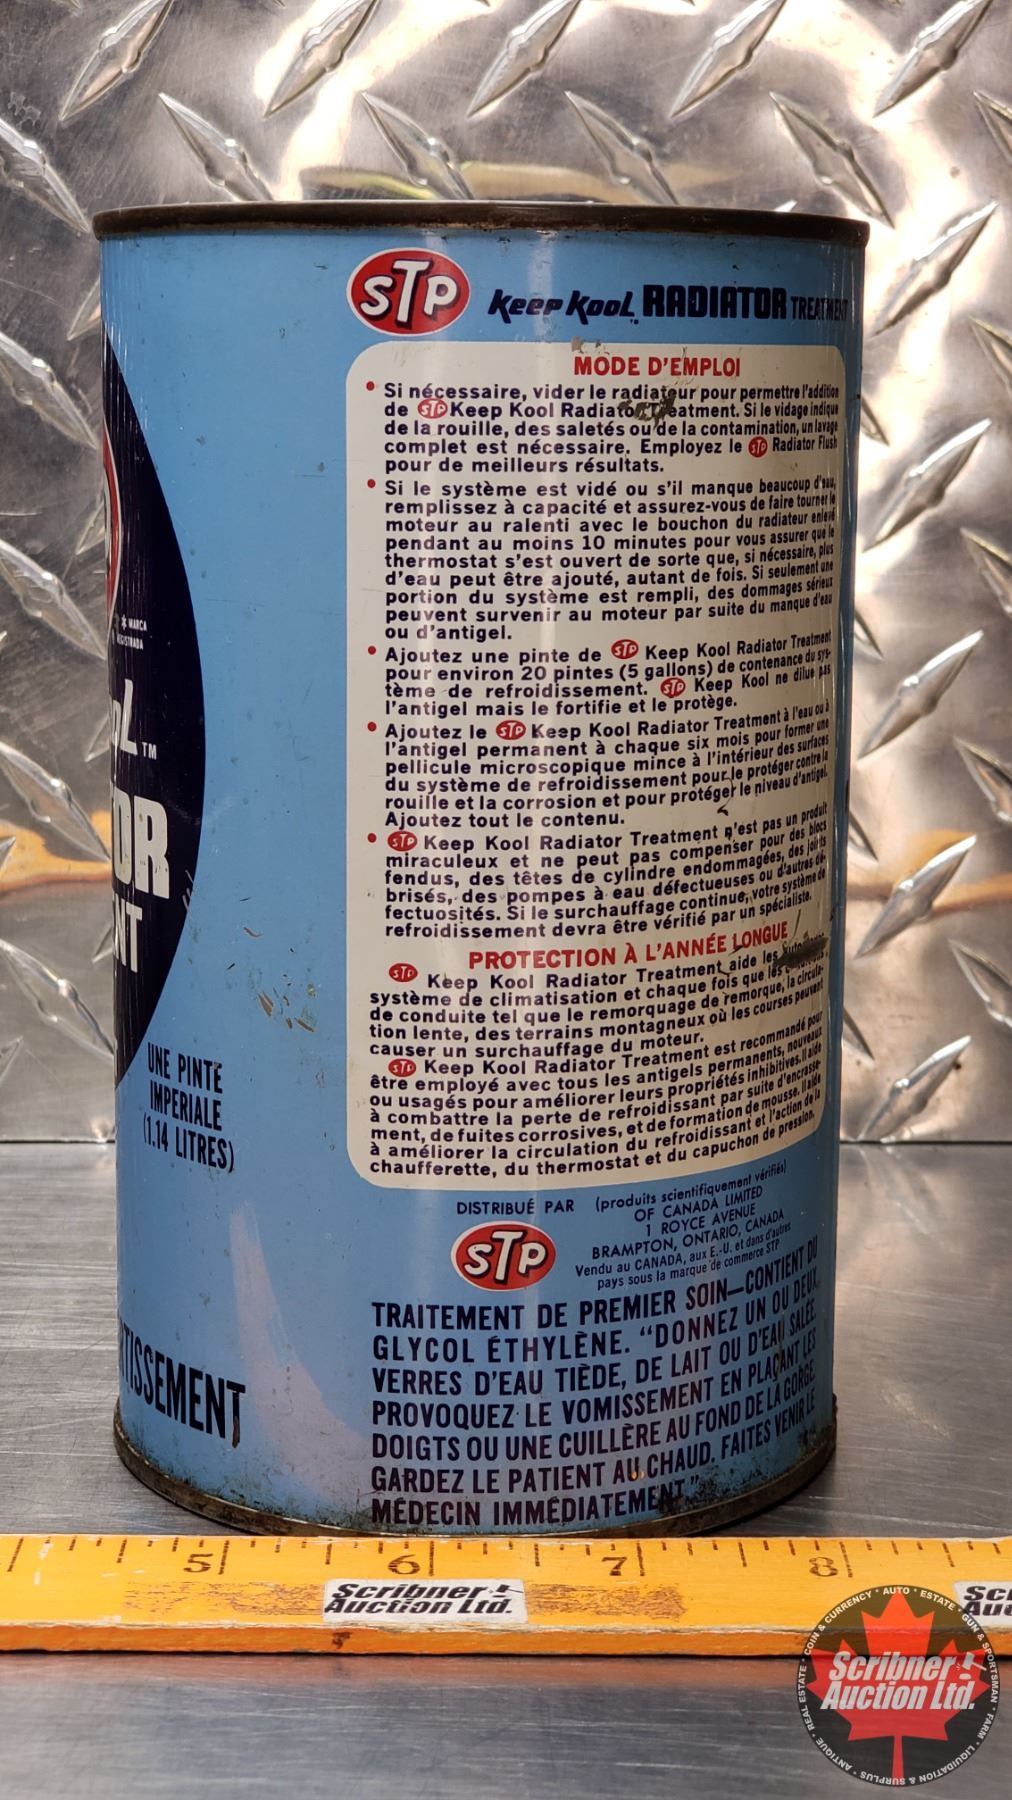 STP Keep Kool RADIATOR TREATMENT
MODE D'EMPLOI
• Si nécessaire, vider le radiateur pour permettre l'addition
de STP Keep Kool Radiator Treatment. Si le vidage indique
de la rouille, des saletés ou de la contamination, un lavage
complet est nécessaire. Employez le STP Radiator Flush
pour de meilleurs résultats.
• Si le système est vidé ou s'il manque beaucoup d'eau,
remplissez à capacité et assurez-vous de faire tourner le
moteur au ralenti avec le bouchon du radiateur enlevé
pendant au moins 10 minutes pour vous assurer que le
thermostat s'est ouvert de sorte que, si nécessaire, plus
d'eau peut être ajouté, autant de fois. Si seulement une
portion du système est rempli, des dommages sérieux
peuvent survenir au moteur par suite du manque d'eau
ou d'antigel.
• Ajoutez une pinte de STP Keep Kool Radiator Treatment
pour environ 20 pintes (5 gallons) de contenance du sys-
tème de refroidissement. STP Keep Kool ne dilue pas
l'antigel mais le fortifie et le protège.
• Ajoutez le STP Keep Kool Radiator Treatment à l'eau ou à
l'antigel permanent à chaque six mois pour former une
pellicule microscopique mince à l'intérieur des surfaces
du système de refroidissement pour le protéger contre la
rouille et la corrosion et pour protéger le niveau d'antigel.
Ajoutez tout le contenu.
• STP Keep Kool Radiator Treatment n'est pas un produit
miraculeux et ne peut pas compenser pour des blocs
fendus, des têtes de cylindre endommagées, des joints
brisés, des pompes à eau défectueuses ou d'autres dé-
fectuosités. Si le surchauffage continue, votre système de
refroidissement devra être vérifié par un spécialiste.
PROTECTION À L'ANNÉE LONGUE
STP Keep Kool Radiator Treatment aide les
système de climatisation et chaque fois que les
de conduite tel que le remorquage de remorque, la circula-
tion lente, des terrains montagneux où les courses peuvent
causer un surchauffage du moteur.
STP Keep Kool Radiator Treatment est recommandé pour
être employé avec tous les antigels permanents, nouveaux
ou usagés pour améliorer leurs propriétés inhibitives. Il aide
à combattre la perte de refroidissement par suite d'encrasse-
ment, de fuites corrosives, et de formation de mousse. Il aide
à améliorer la circulation du refroidissement et l'action de la
chaufferette, du thermostat et du capuchon de pression.
DISTRIBUÉ PAR
STP
(produits scientifiquement vérifiés)
OF CANADA LIMITED
1 ROYCE AVENUE
BRAMPTON, ONTARIO, CANADA
Vendu au CANADA, aux E.-U. et dans d'autres
pays sous la marque de commerce STP
TRAITEMENT DE PREMIER SOIN—CONTIENT DU
GLYCOL ÉTHYLÈNE. "DONNEZ UN OU DEUX
VERRES D'EAU TIÈDE, DE LAIT OU D'EAU SALÉE.
PROVOQUEZ LE VOMISSEMENT EN PLAÇANT LES
DOIGTS OU UNE CUILLÈRE AU FOND DE LA GORGE.
GARDEZ LE PATIENT AU CHAUD. FAITES VENIR LE
MÉDECIN IMMÉDIATEMENT."
* MARCA
REGISTRADA
OL TM
TOR
NT
UNE PINTE
IMPERIALE
(1.14 LITRES)
TISSEMENT
5 6 7 8
Scribner
Auction Ltd.
Scr
Auc
COIN & CURRENCY • AUTO • ESTATE • GUN & SPORTSMAN • FARM • LIQUIDATION & SURPLUS • ANTIQUE • REAL ESTATE
Scribner
Auction Ltd.